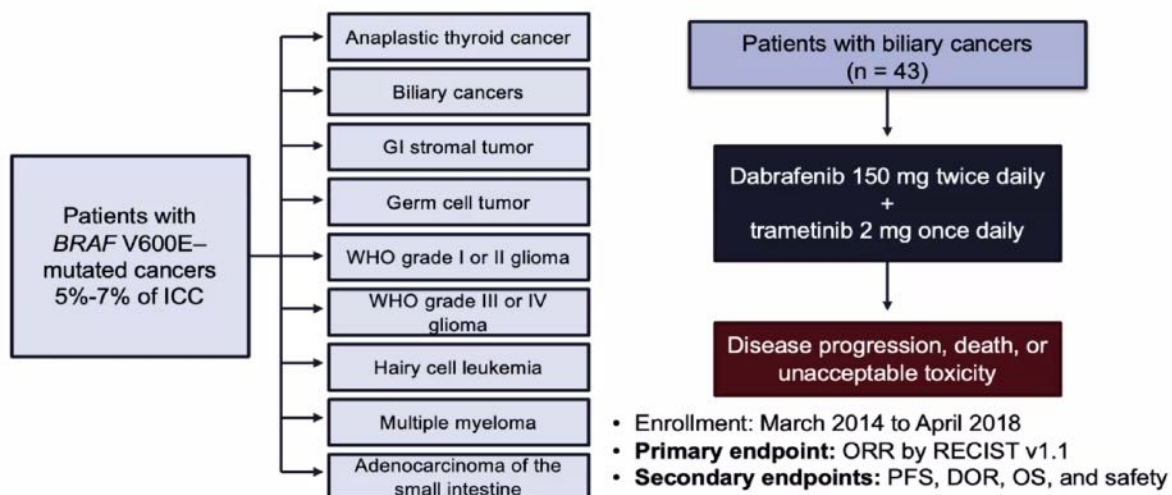 Patients with
BRAF V600E–
mutated cancers
5%-7% of ICC
Anaplastic thyroid cancer
Biliary cancers
GI stromal tumor
Germ cell tumor
WHO grade I or II glioma
WHO grade III or IV
glioma
Hairy cell leukemia
Multiple myeloma
Adenocarcinoma of the
small intestine
Patients with biliary cancers
(n = 43)
Dabrafenib 150 mg twice daily
+
trametinib 2 mg once daily
Disease progression, death, or
unacceptable toxicity
• Enrollment: March 2014 to April 2018
• Primary endpoint: ORR by RECIST v1.1
• Secondary endpoints: PFS, DOR, OS, and safety